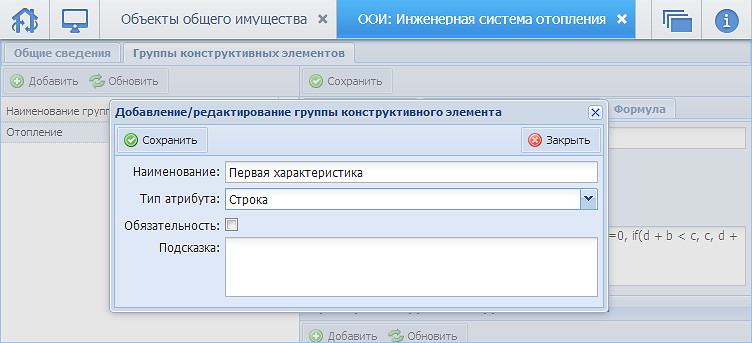 Объекты общего имущества
ООИ: Инженерная система отопления
Общие сведения
Группы конструктивных элементов
Добавить
Обновить
Сохранить
Наименование групп
Формула
Отопление
Добавление/редактирование группы конструктивного элемента
Сохранить
Закрыть
Наименование: Первая характеристика
Тип атрибута: Строка
Обязательность:
Подсказка:
=0, if(d + b < c, c, d +
Добавить
Обновить